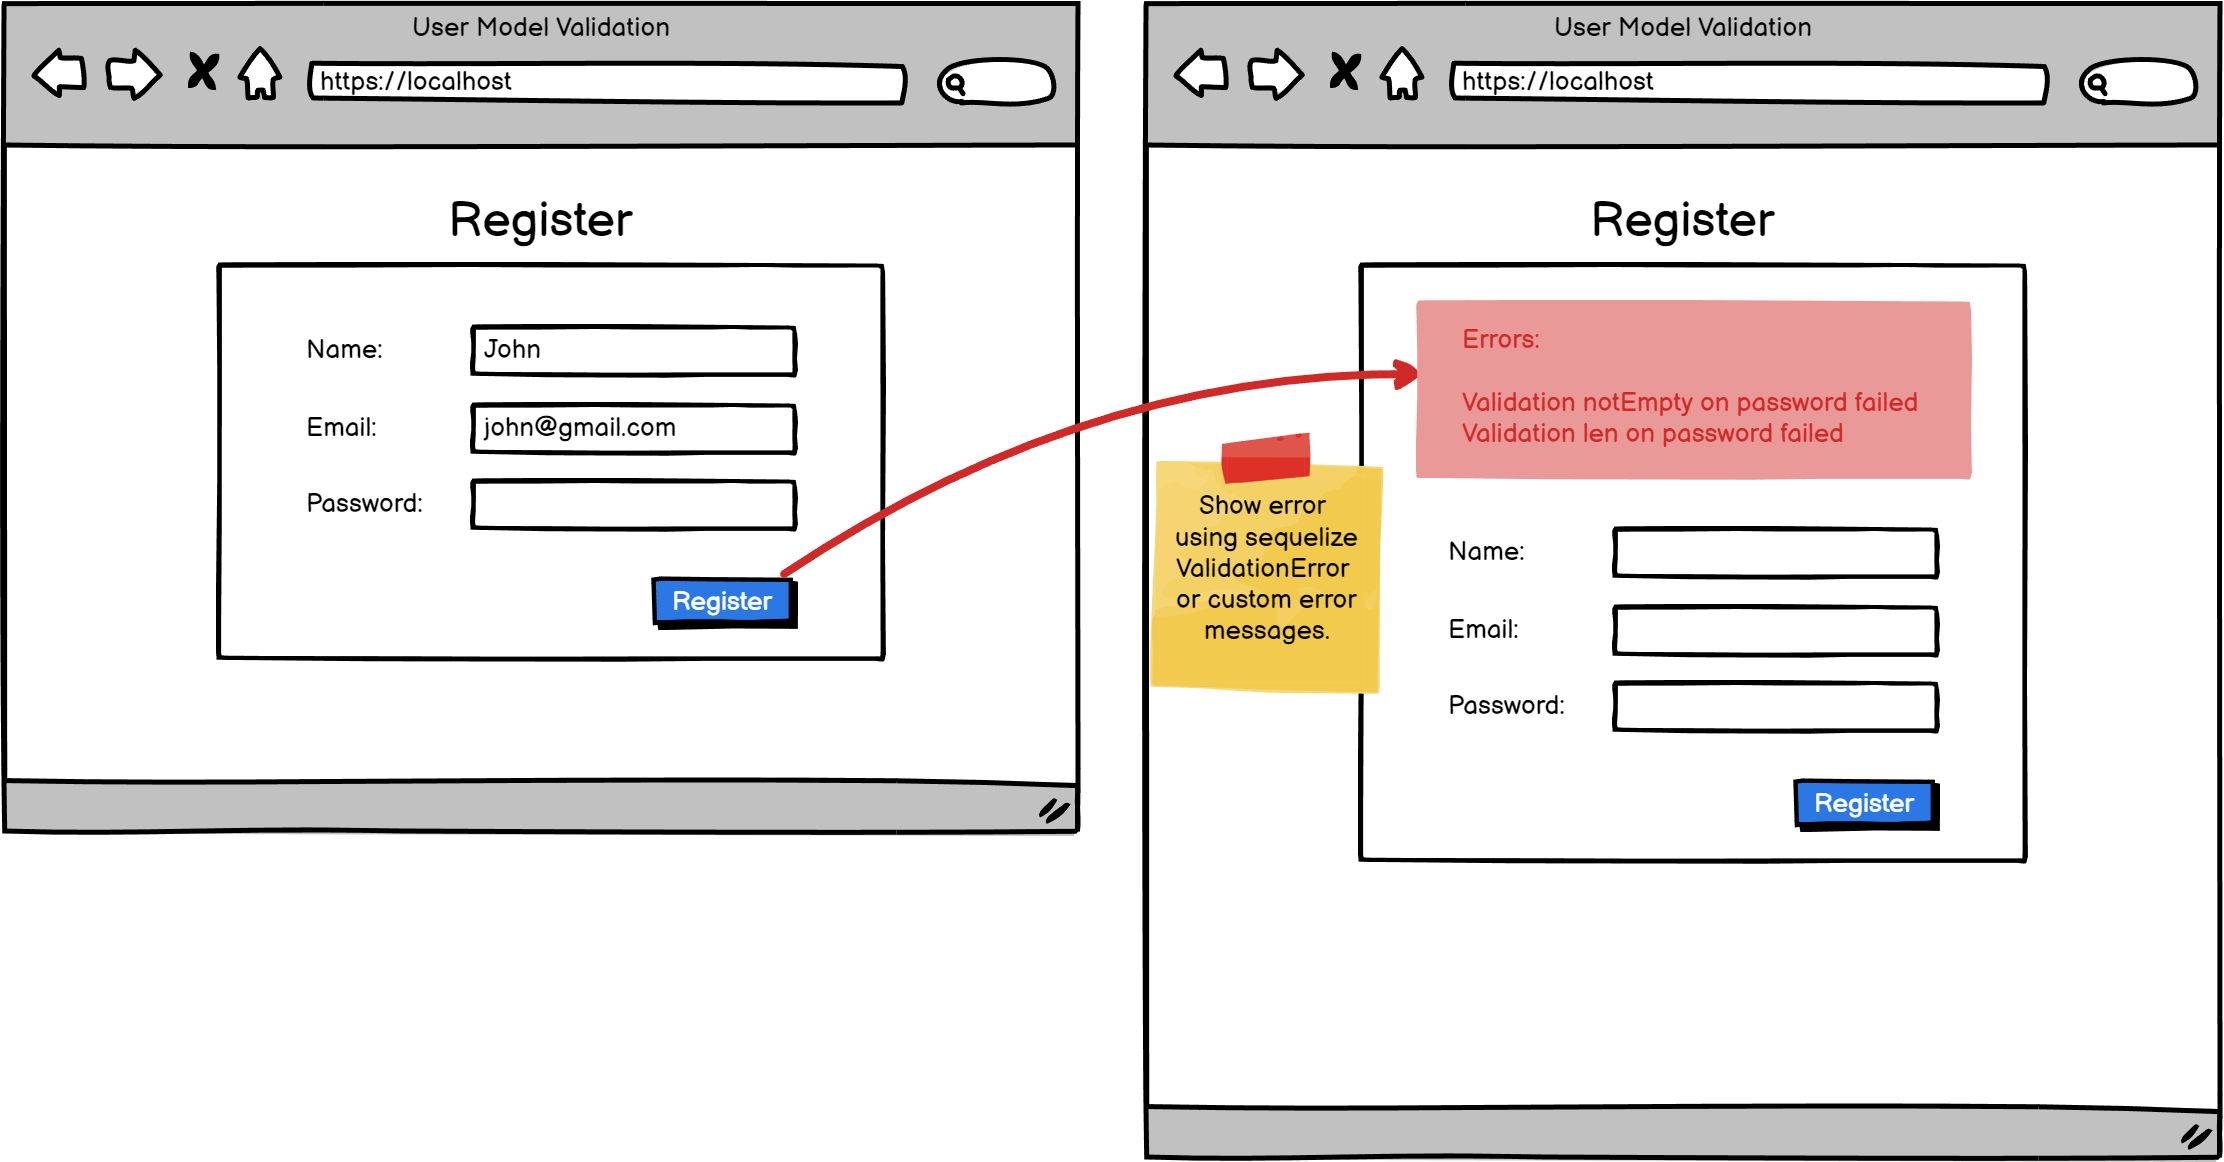 User Model Validation
https://localhost
Register
Name:
John
Email:
john@gmail.com
Password:
Register
User Model Validation
https://localhost
Register
Errors:
Validation notEmpty on password failed
Validation len on password failed
Show error
using sequelize
ValidationError
or custom error
messages.
Name:
Email:
Password:
Register